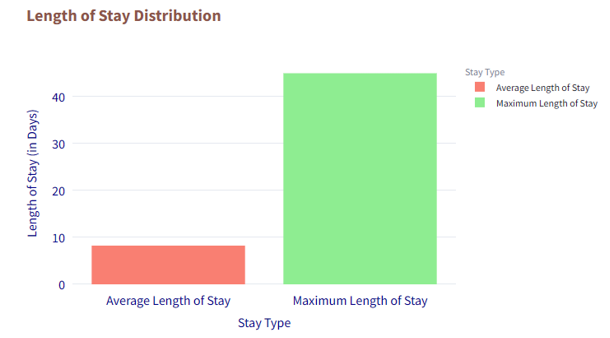 Length of Stay Distribution
Stay Type
Average Length of Stay
Maximum Length of Stay
Length of Stay (in Days)
40
30
20
10
0
Average Length of Stay Maximum Length of Stay
Stay Type